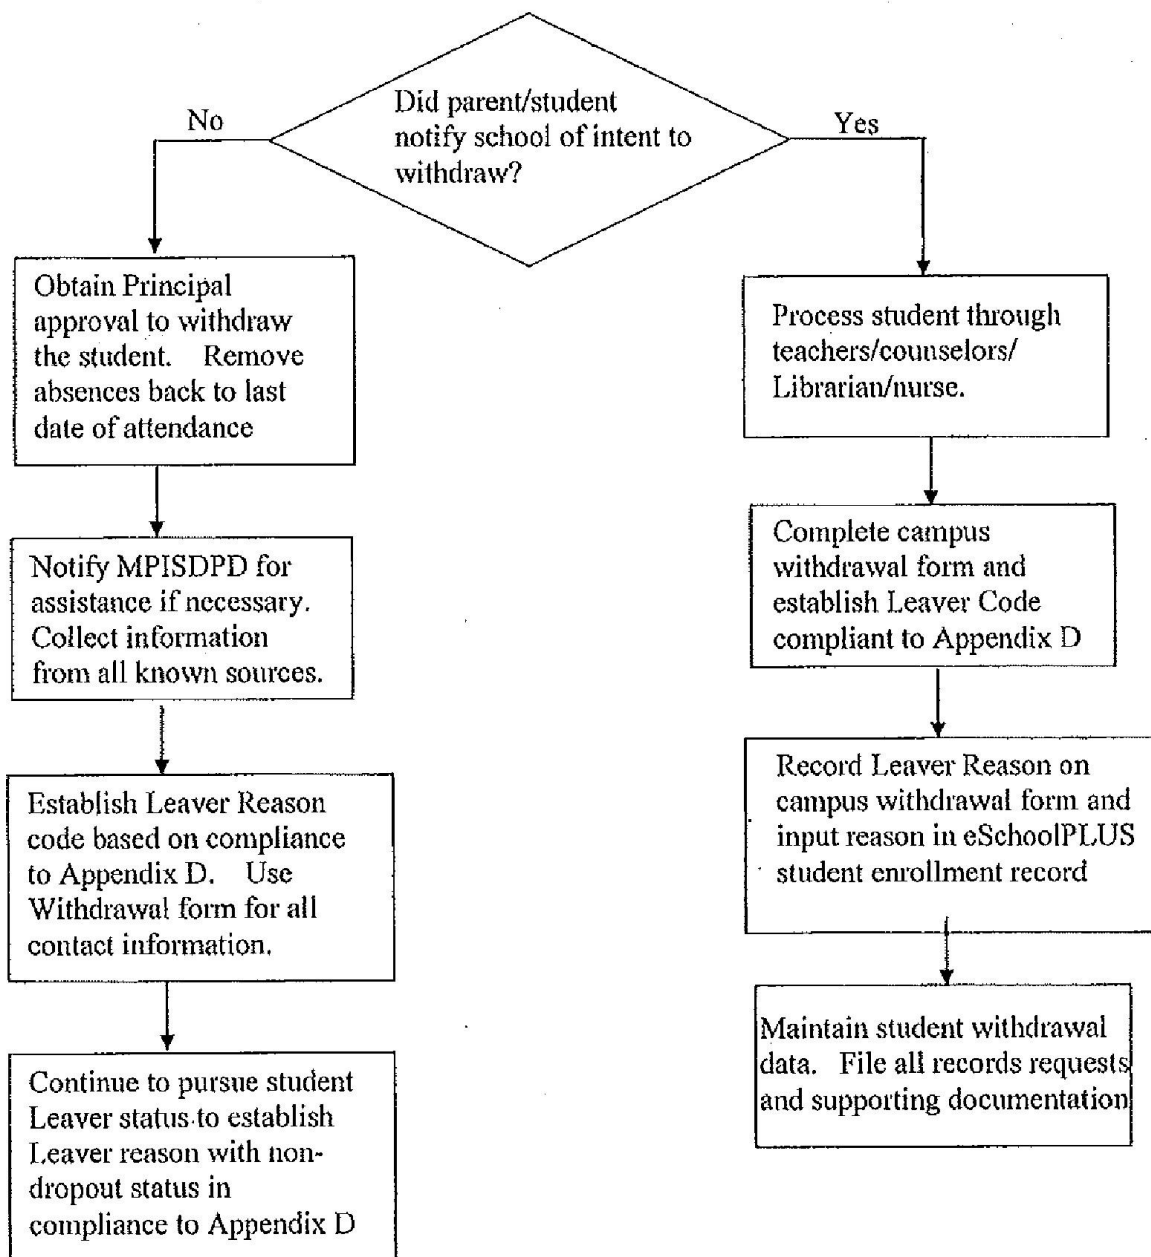 Did parent/student
notify school of intent to
withdraw?
No
Yes
Obtain Principal
approval to withdraw
the student. Remove
absences back to last
date of attendance
Notify MPISDPD for
assistance if necessary.
Collect information
from all known sources.
Establish Leaver Reason
code based on compliance
to Appendix D. Use
Withdrawal form for all
contact information.
Continue to pursue student
Leaver status to establish
Leaver reason with non-
dropout status in
compliance to Appendix D
Process student through
teachers/counselors/
Librarian/nurse.
Complete campus
withdrawal form and
establish Leaver Code
compliant to Appendix D
Record Leaver Reason on
campus withdrawal form and
input reason in eSchoolPLUS
student enrollment record
Maintain student withdrawal
data. File all records requests
and supporting documentation